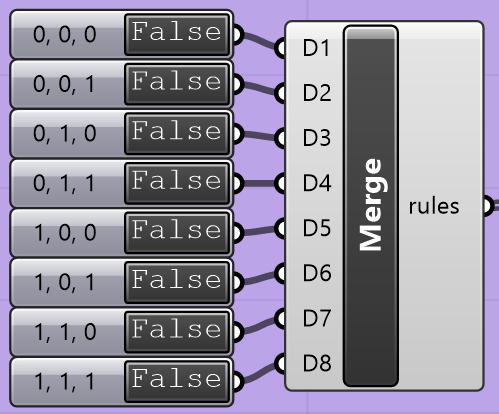 0, 0, 0 False
0, 0, 1 False
0, 1, 0 False
0, 1, 1 False
1, 0, 0 False
1, 0, 1 False
1, 1, 0 False
1, 1, 1 False
D1
D2
D3
D4
D5
D6
D7
D8
Merge
rules